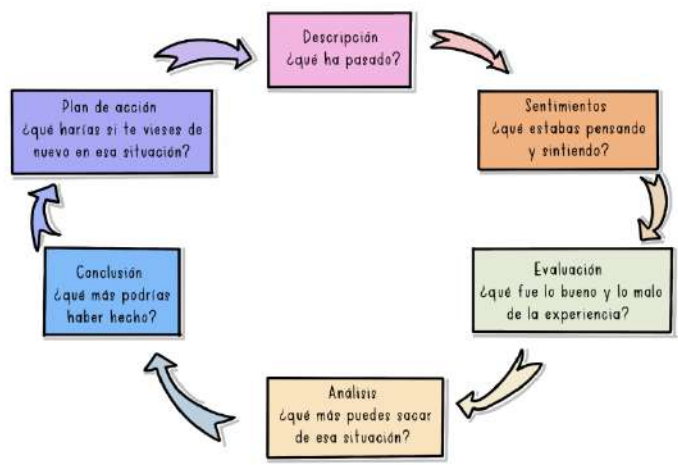 Descripción
¿qué ha pasado?
Sentimientos
¿qué estabas pensando
y sintiendo?
Evaluación
¿qué fue lo bueno y lo malo
de la experiencia?
Análisis
¿qué más puedes sacar
de esa situación?
Conclusión
¿qué más podrías
haber hecho?
Plan de acción
¿qué harías si te vieses de
nuevo en esa situación?